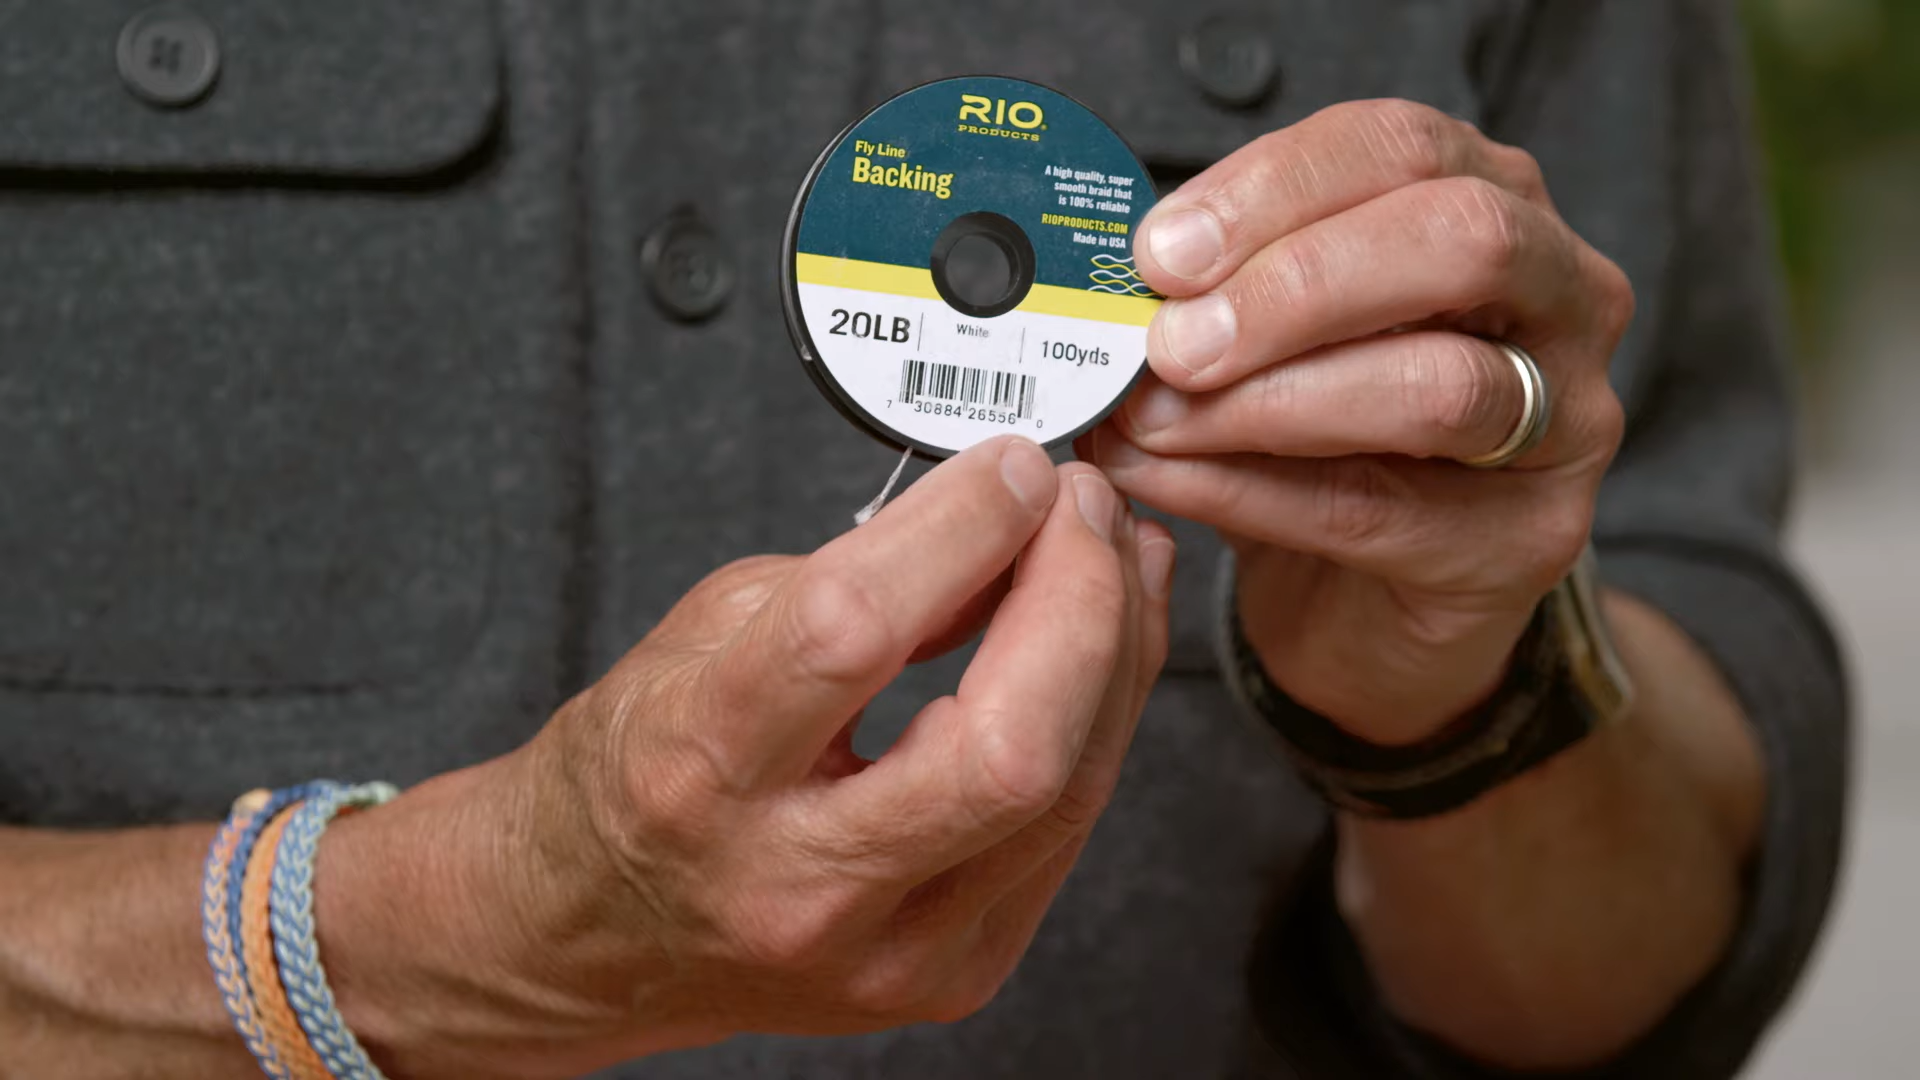 RIO
PRODUCTS
Fly Line
Backing
A high quality, super
smooth braid that
is 100% reliable
RIOPRODUCTS.COM
Made in USA
20LB
White
100yds
7 30884 26556 0